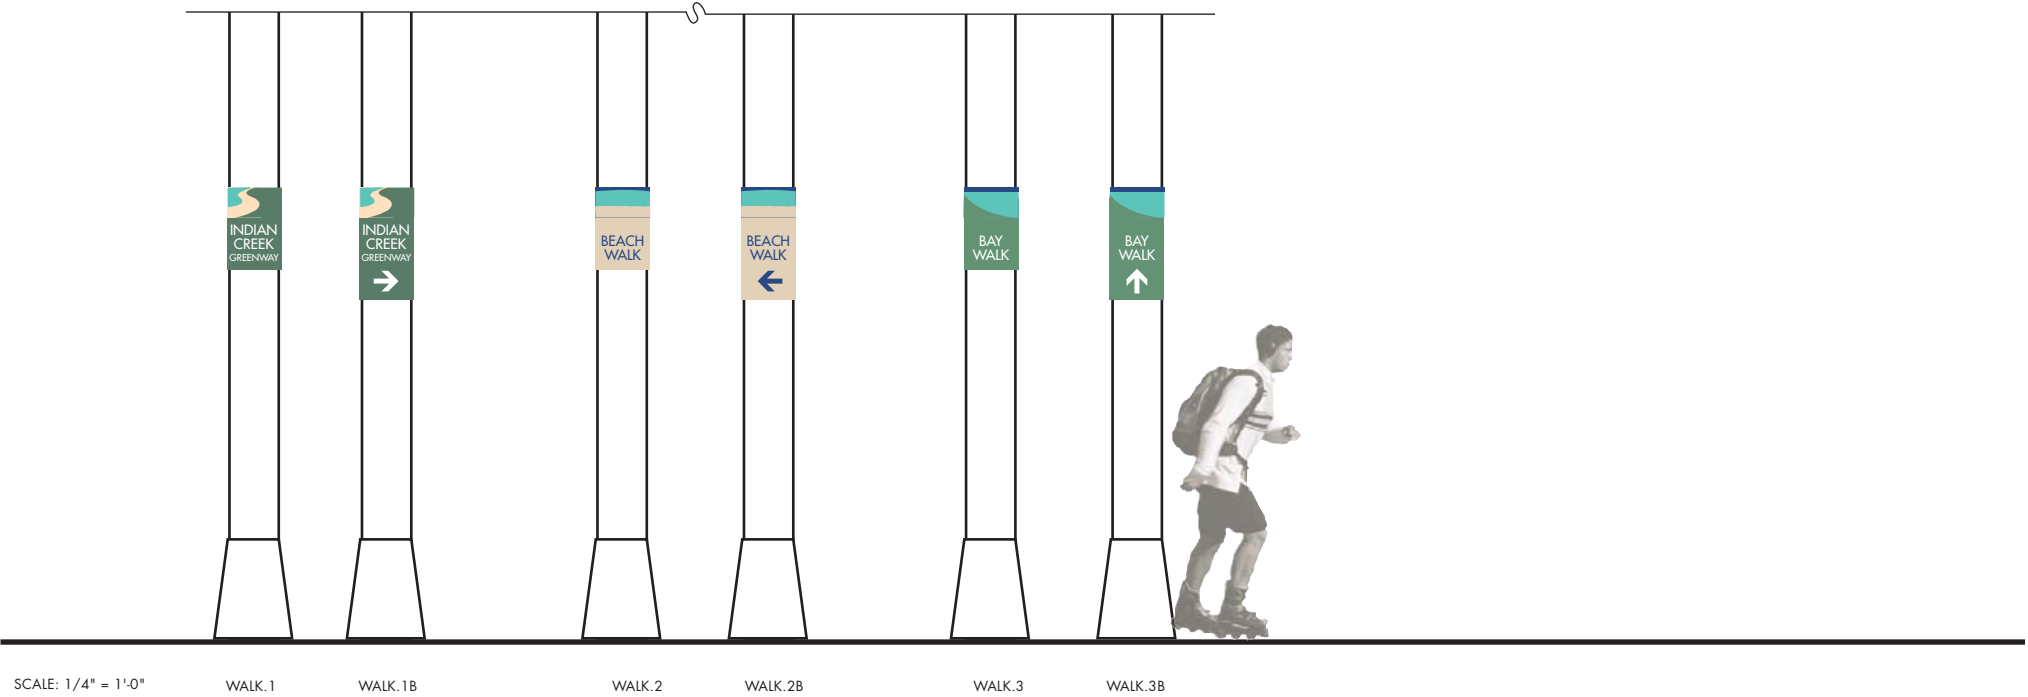 INDIAN
CREEK
GREENWAY
INDIAN
CREEK
GREENWAY
BEACH
WALK
BEACH
WALK
BAY
WALK
BAY
WALK
SCALE: 1/4" = 1'-0"
WALK.1
WALK.1B
WALK.2
WALK.2B
WALK.3
WALK.3B